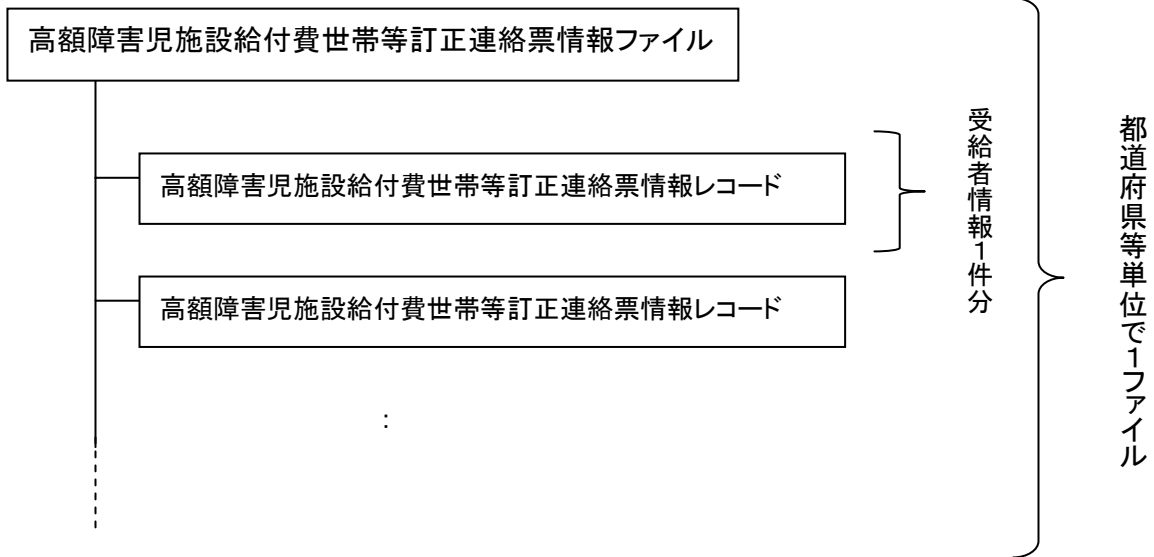 高額障害児施設給付費世帯等訂正連絡票情報ファイル
高額障害児施設給付費世帯等訂正連絡票情報レコード
高額障害児施設給付費世帯等訂正連絡票情報レコード
:
受給者情報1件分
都道府県等単位で1ファイル